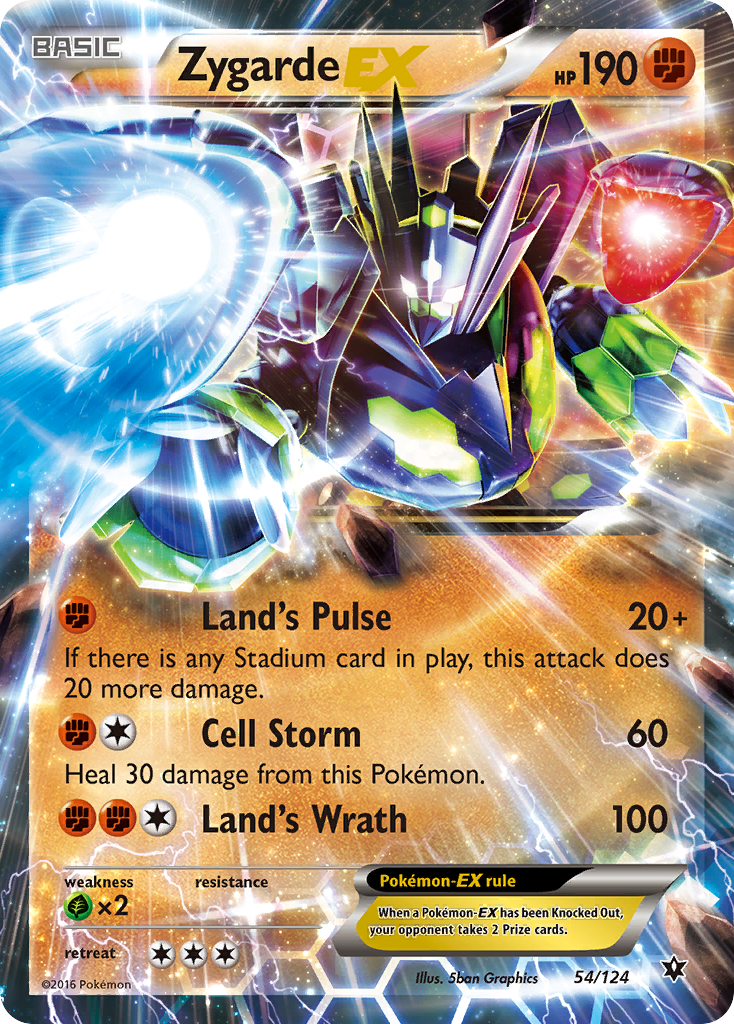 BASIC
Zygarde EX
HP 190
Land's Pulse 20+
If there is any Stadium card in play, this attack does
20 more damage.
Cell Storm 60
Heal 30 damage from this Pokémon.
Land's Wrath 100
weakness resistance
×2
retreat
Pokémon-EX rule
When a Pokémon-EX has been Knocked Out,
your opponent takes 2 Prize cards.
©2016 Pokémon
Illus. 5ban Graphics 54/124